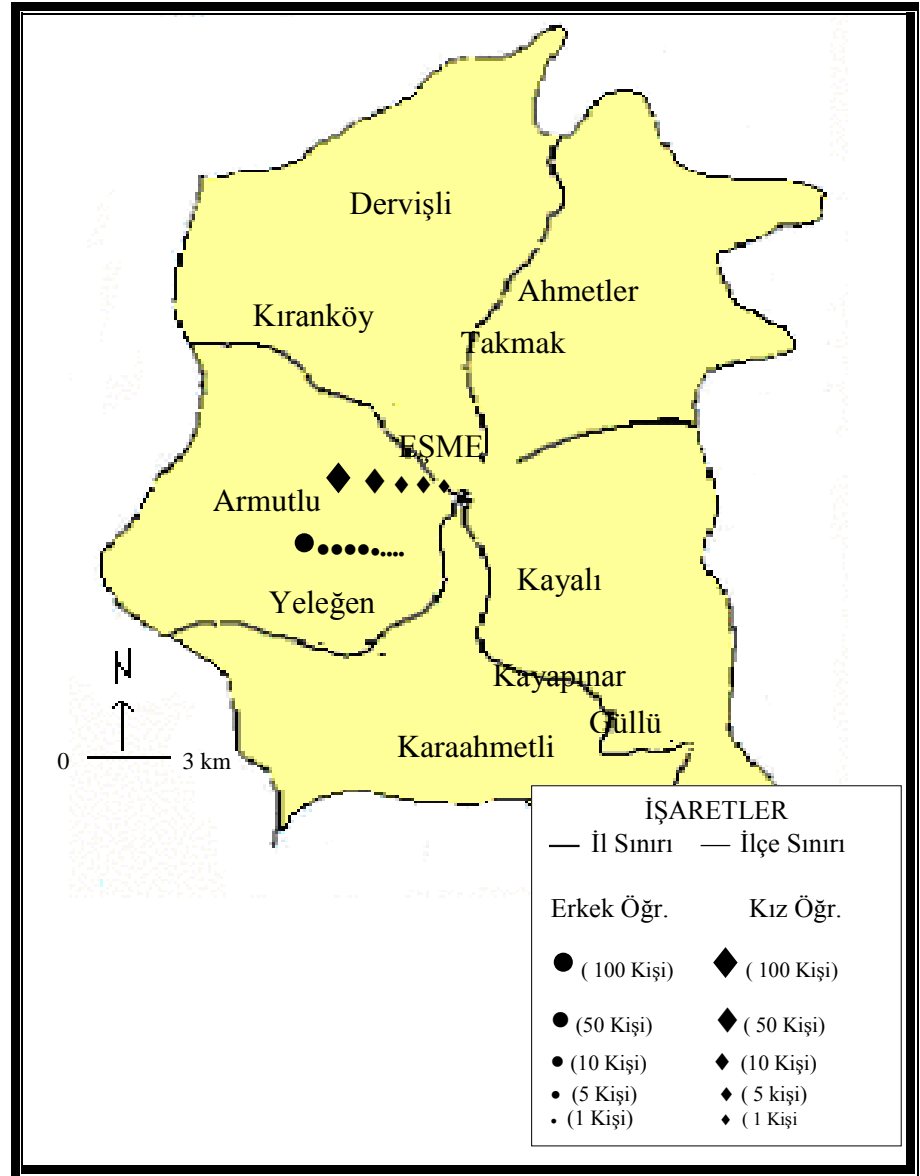 Dervişli
Ahmetler
Kıranköy
Takmak
EŞME
Armutlu
Kayalı
Yeleğen
N
Kayapınar
Güllü
Karaahmetli
0 3 km
İŞARETLER
İl Sınırı İlçe Sınırı
Erkek Öğr. Kız Öğr.
( 100 Kişi) ( 100 Kişi)
(50 Kişi) ( 50 Kişi)
(10 Kişi) (10 Kişi)
(5 Kişi) ( 5 kişi)
(1 Kişi) ( 1 Kişi